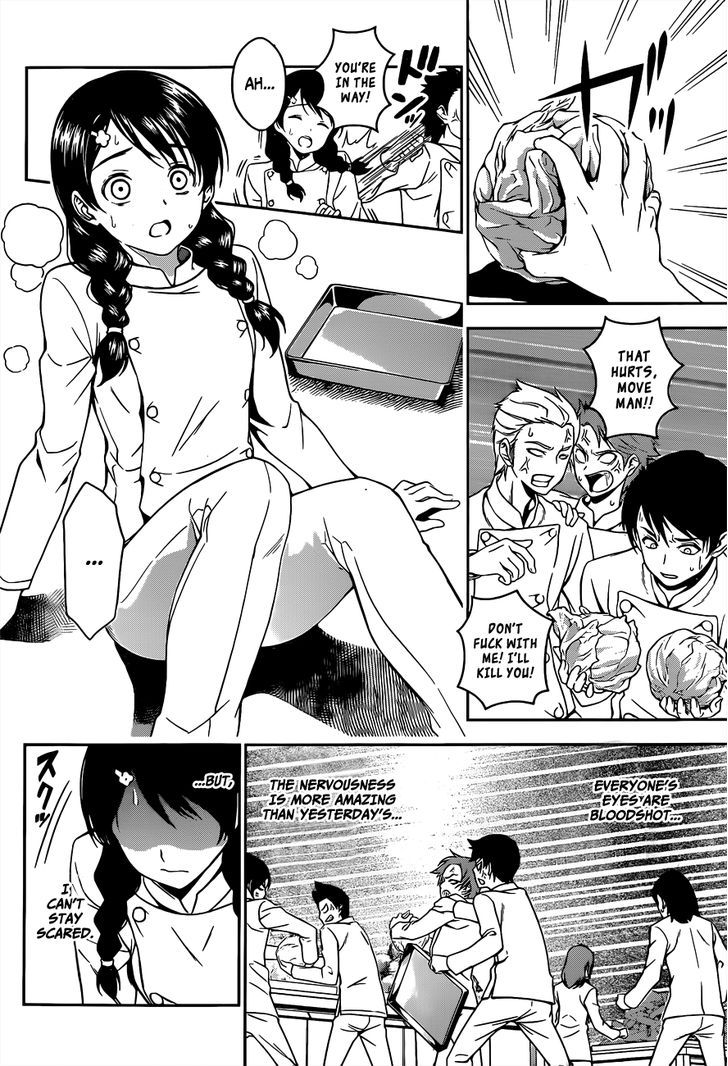 ガッ
THAT
HURTS,
MOVE
MAN!!
DON'T
FUCK WITH
ME! I'LL
KILL YOU!
YOU'RE
IN THE
WAY!
AH...
ドンッ
...
EVERYONE'S
EYES ARE
BLOODSHOT...
THE NERVOUSNESS
IS MORE AMAZING
THAN YESTERDAY'S...
...BUT,
I
CAN'T
STAY
SCARED.
スクッ